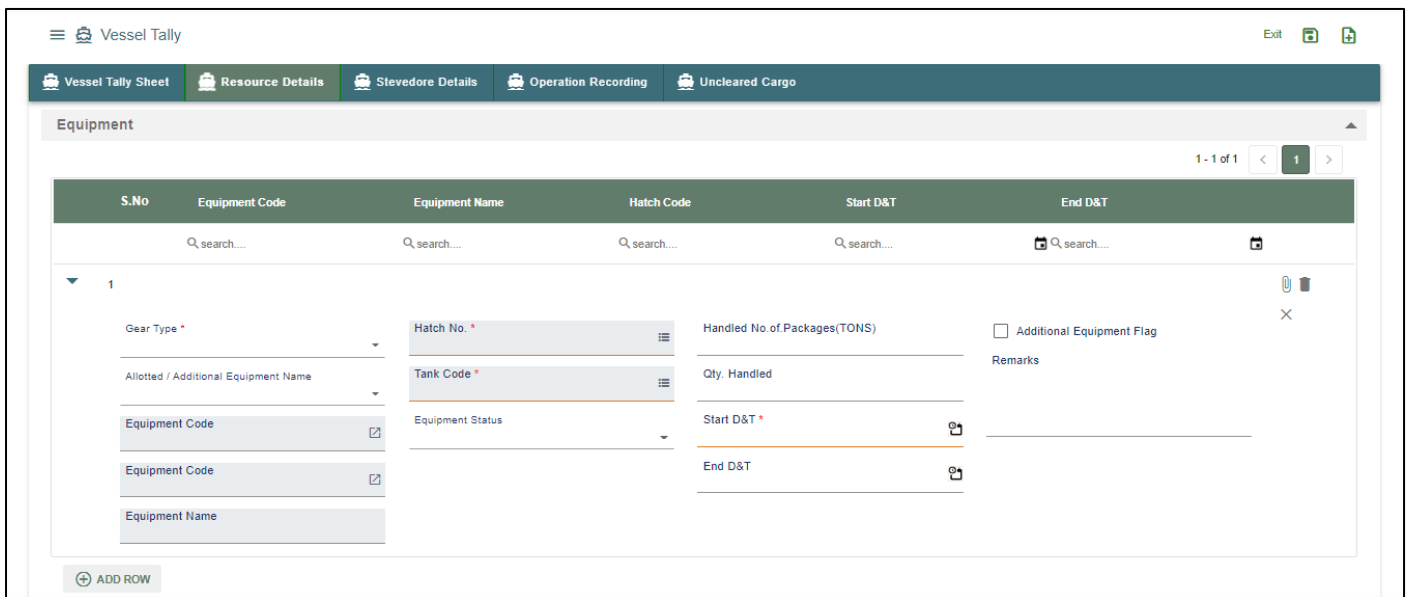 Vessel Tally
Exit
Vessel Tally Sheet Resource Details Stevedore Details Operation Recording Uncleared Cargo
Equipment
1 - 1 of 1 < 1 >
S.No Equipment Code Equipment Name Hatch Code Start D&T End D&T
search.... search.... search.... search.... search....
1
Gear Type * Hatch No. * Handled No.of.Packages(TONS) Additional Equipment Flag
Remarks
Allotted / Additional Equipment Name Tank Code * Qty. Handled
Equipment Code Equipment Status Start D&T *
Equipment Code End D&T
Equipment Name
ADD ROW